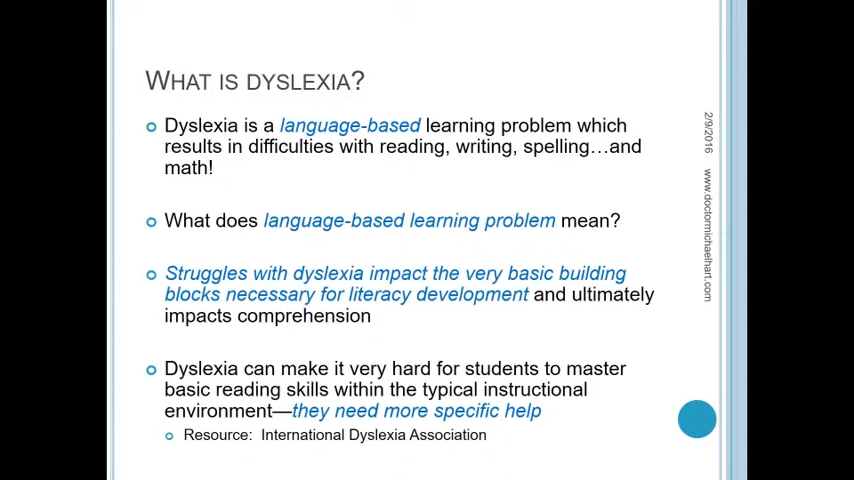 WHAT IS DYSLEXIA?
Dyslexia is a language-based learning problem which
results in difficulties with reading, writing, spelling…and
math!
What does language-based learning problem mean?
Struggles with dyslexia impact the very basic building
blocks necessary for literacy development and ultimately
impacts comprehension
Dyslexia can make it very hard for students to master
basic reading skills within the typical instructional
environment—they need more specific help
Resource: International Dyslexia Association
2/9/2016 www.doctormichaelhart.com